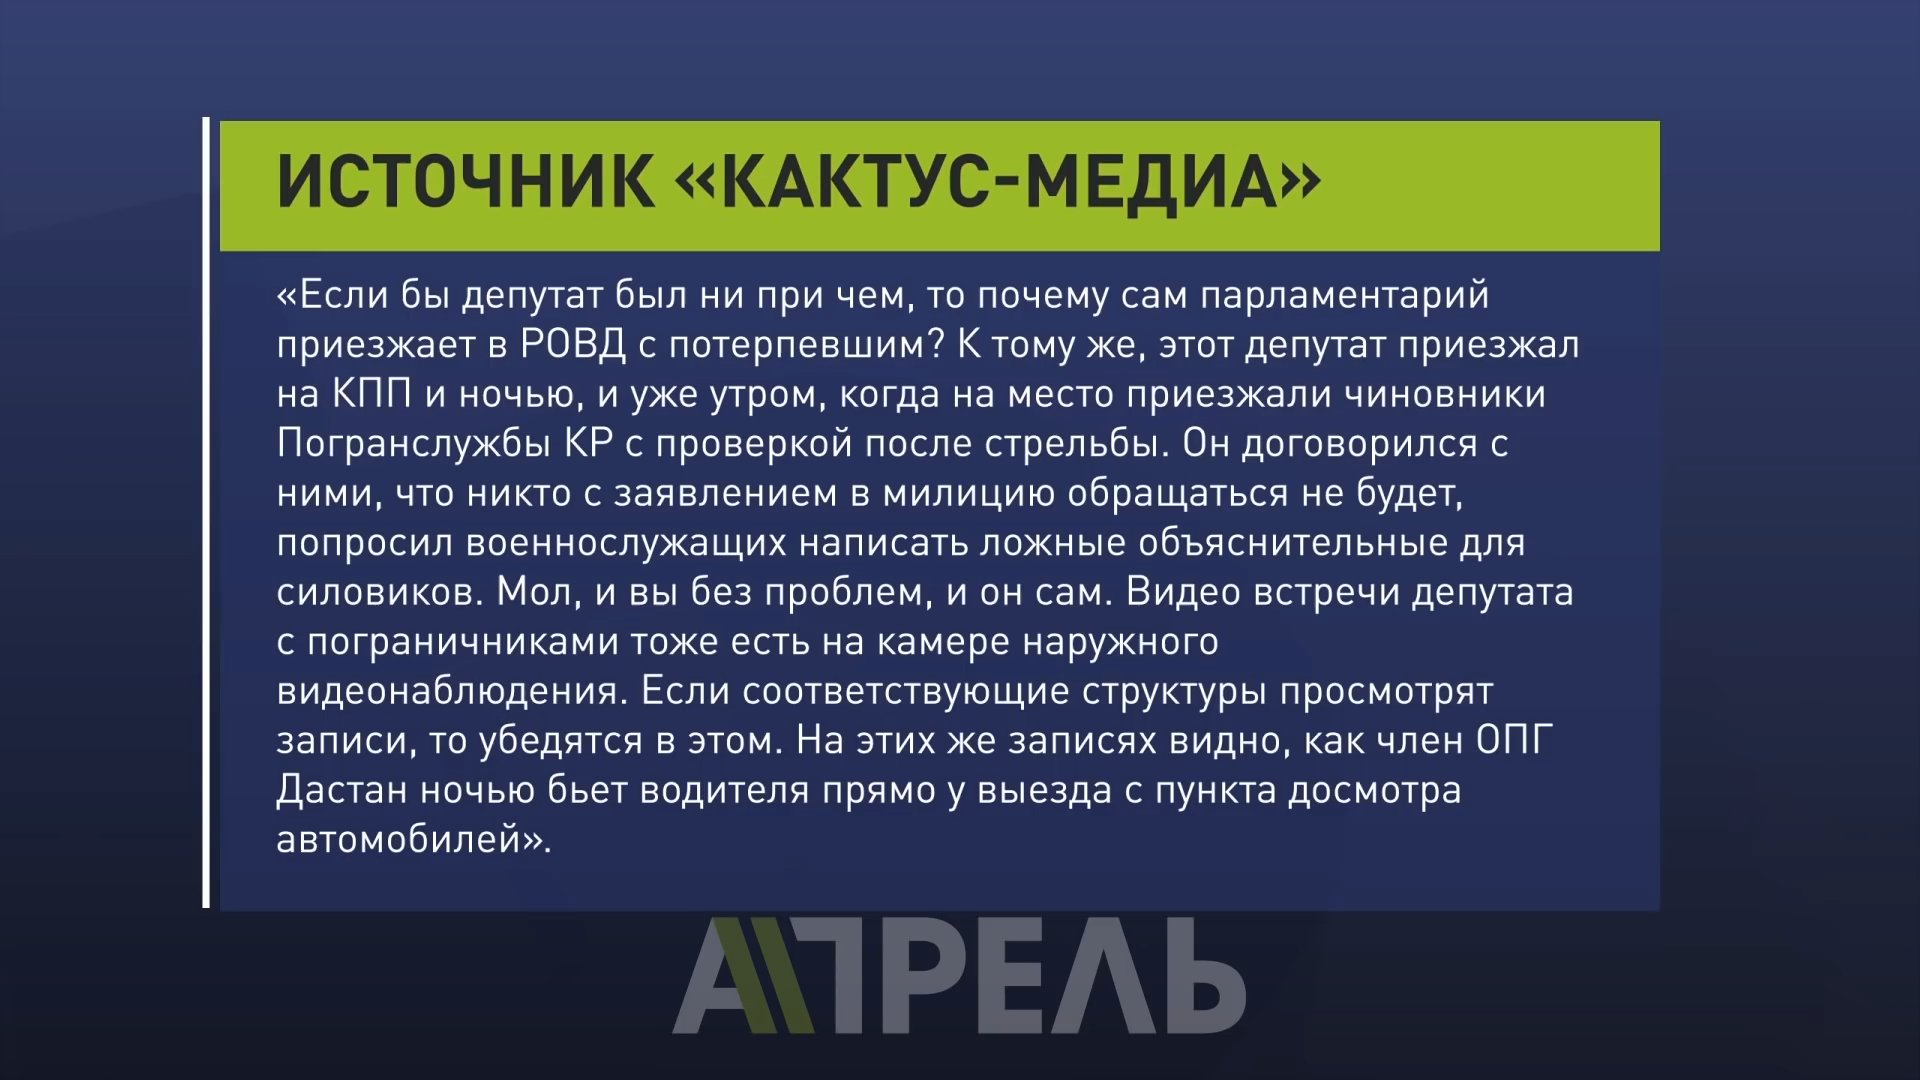 ИСТОЧНИК «КАКТУС-МЕДИА»
«Если бы депутат был ни при чем, то почему сам парламентарий
приезжает в РОВД с потерпевшим? К тому же, этот депутат приезжал
на КПП и ночью, и уже утром, когда на место приезжали чиновники
Погранслужбы КР с проверкой после стрельбы. Он договорился с
ними, что никто с заявлением в милицию обращаться не будет,
попросил военнослужащих написать ложные объяснительные для
силовиков. Мол, и вы без проблем, и он сам. Видео встречи депутата
с пограничниками тоже есть на камере наружного
видеонаблюдения. Если соответствующие структуры просмотрят
записи, то убедятся в этом. На этих же записях видно, как член ОПГ
Дастан ночью бьет водителя прямо у выезда с пункта досмотра
автомобилей».
АПРЕЛЬ